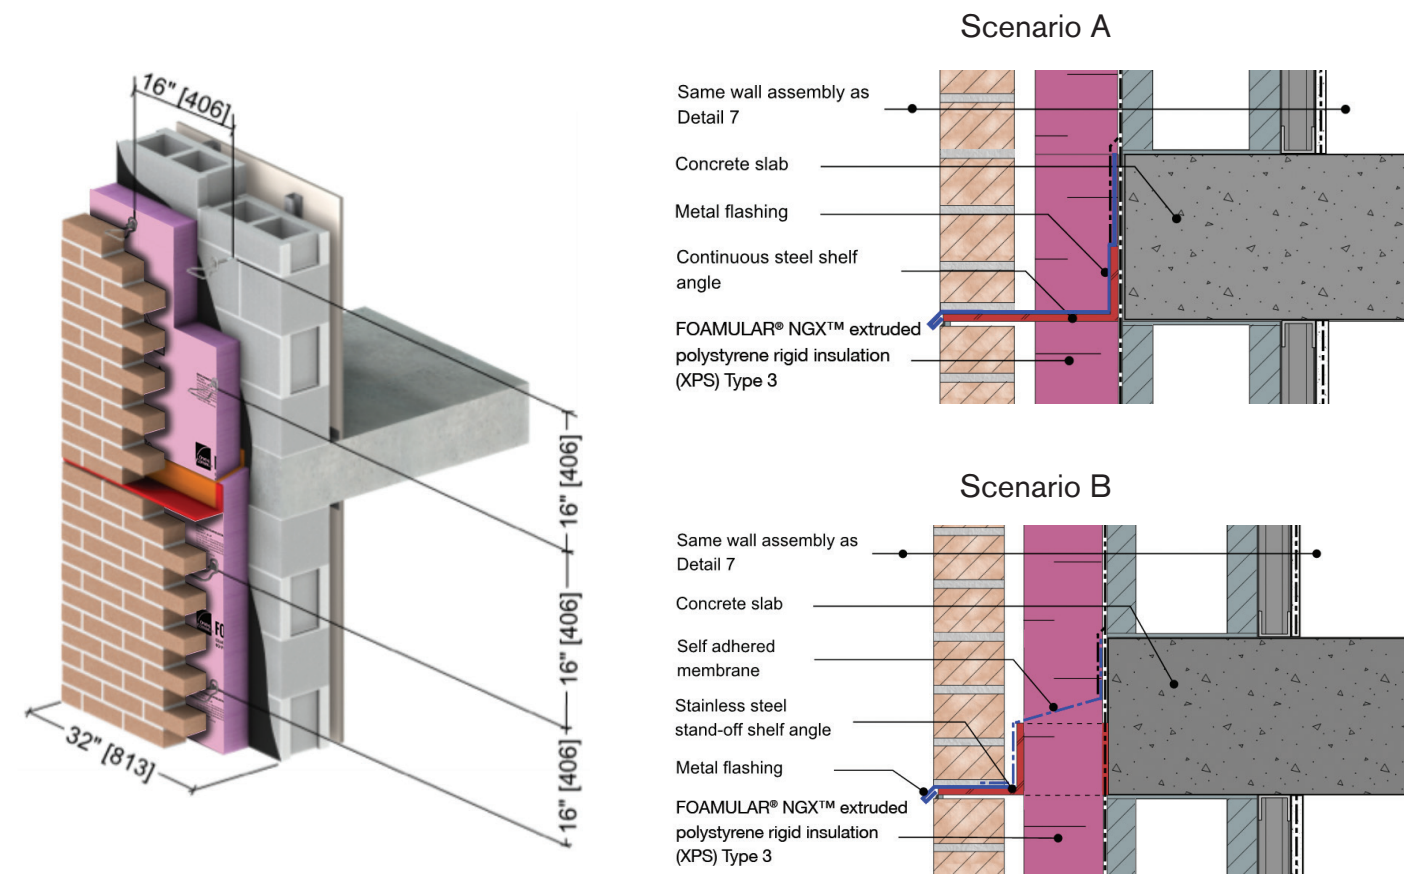 16" [406]
16" [406]
16" [406]
16" [406]
32" [813]
FO
Scenario A
Same wall assembly as
Detail 7
Concrete slab
Metal flashing
Continuous steel shelf
angle
FOAMULAR® NGX™ extruded
polystyrene rigid insulation
(XPS) Type 3
Scenario B
Same wall assembly as
Detail 7
Concrete slab
Self adhered
membrane
Stainless steel
stand-off shelf angle
Metal flashing
FOAMULAR® NGX™ extruded
polystyrene rigid insulation
(XPS) Type 3